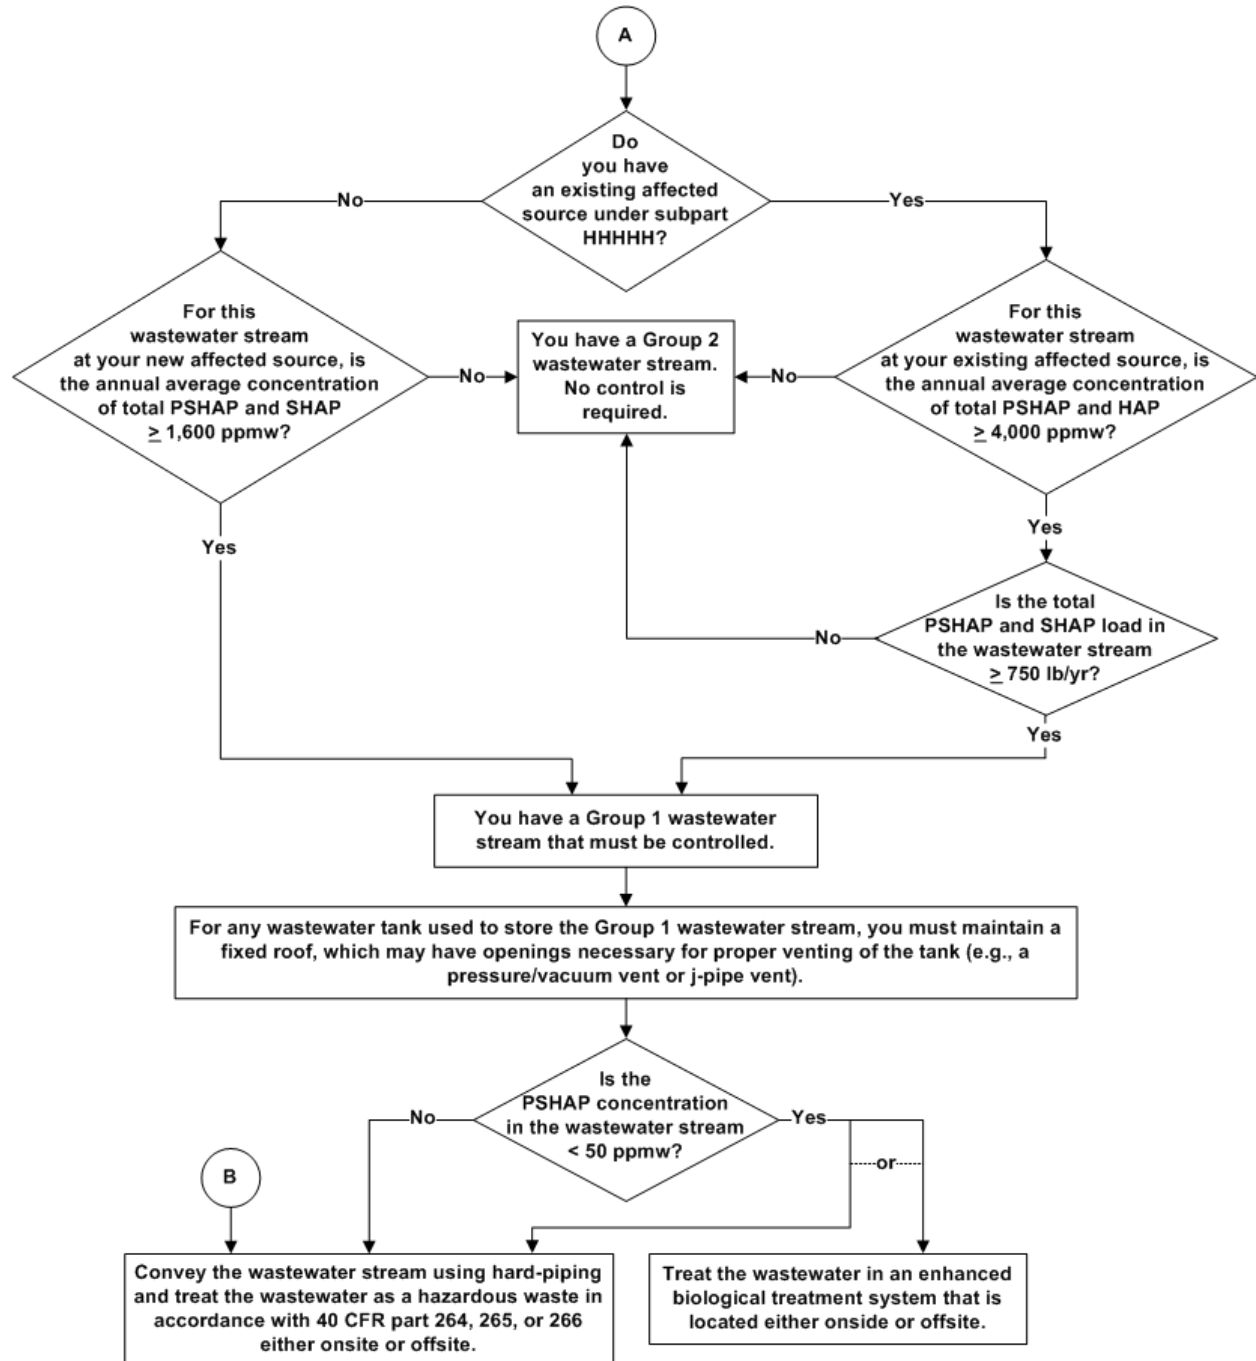 A
Do
you have
an existing affected
source under subpart
HHHHH?
No
Yes
For this
wastewater stream
at your new affected source, is
the annual average concentration
of total PSHAP and SHAP
≥ 1,600 ppmw?
No
You have a Group 2
wastewater stream.
No control is
required.
No
For this
wastewater stream
at your existing affected source, is
the annual average concentration
of total PSHAP and HAP
≥ 4,000 ppmw?
Yes
Yes
Is the total
PSHAP and SHAP load in
the wastewater stream
≥ 750 lb/yr?
No
Yes
You have a Group 1 wastewater
stream that must be controlled.
For any wastewater tank used to store the Group 1 wastewater stream, you must maintain a
fixed roof, which may have openings necessary for proper venting of the tank (e.g., a
pressure/vacuum vent or j-pipe vent).
Is the
PSHAP concentration
in the wastewater stream
< 50 ppmw?
No
Yes
or
B
Convey the wastewater stream using hard-piping
and treat the wastewater as a hazardous waste in
accordance with 40 CFR part 264, 265, or 266
either onsite or offsite.
Treat the wastewater in an enhanced
biological treatment system that is
located either onside or offsite.